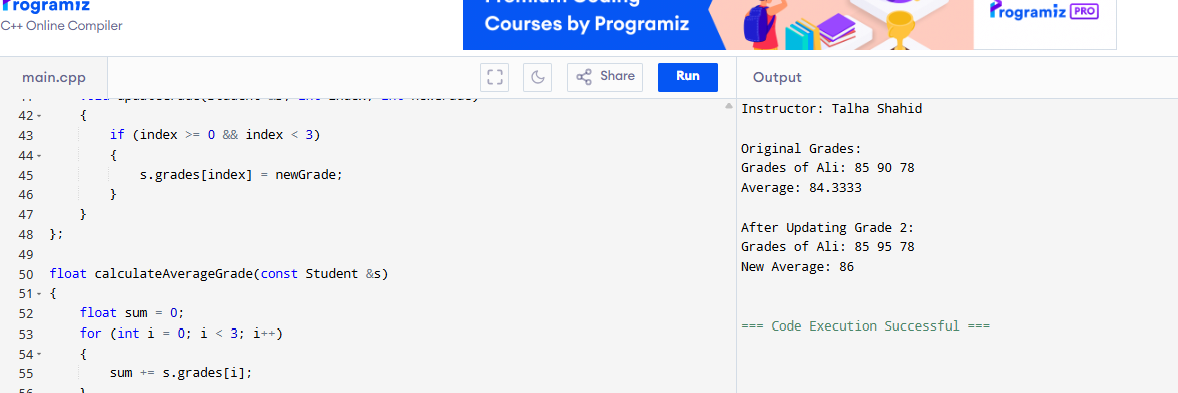 Programiz
C++ Online Compiler
Premium Coding
Courses by Programiz
Programiz PRO
main.cpp
Share
Run
Output
42 {
43 if (index >= 0 && index < 3)
44 {
45 s.grades[index] = newGrade;
46 }
47 }
48 };
49
50 float calculateAverageGrade(const Student &s)
51 {
52 float sum = 0;
53 for (int i = 0; i < 3; i++)
54 {
55 sum += s.grades[i];
56 }
Instructor: Talha Shahid
Original Grades:
Grades of Ali: 85 90 78
Average: 84.3333
After Updating Grade 2:
Grades of Ali: 85 95 78
New Average: 86
=== Code Execution Successful ===